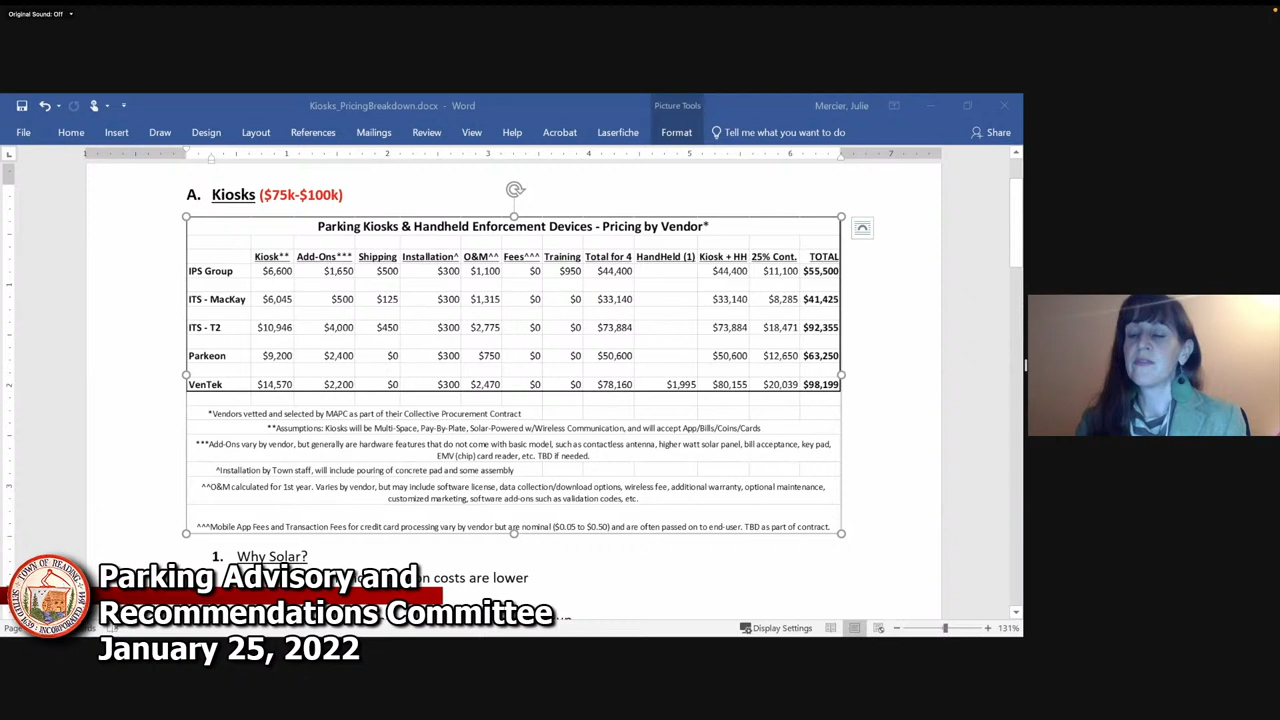 Original Sound: Off
Kiosks_PricingBreakdown.docx - Word
Picture Tools
Mercier, Julie
File Home Insert Draw Design Layout References Mailings Review View Help Acrobat Laserfiche Format Tell me what you want to do Share
1 1 2 3 4 5 6 7
A. Kiosks ($75k-$100k)
Parking Kiosks & Handheld Enforcement Devices - Pricing by Vendor*
Kiosk** Add-Ons*** Shipping Installation^ O&M^^ Fees^^^ Training Total for 4 HandHeld (1) Kiosk + HH 25% Cont. TOTAL
IPS Group $6,600 $1,650 $500 $300 $1,100 $0 $950 $44,400 $44,400 $11,100 $55,500
ITS - MacKay $6,045 $500 $125 $300 $1,315 $0 $0 $33,140 $33,140 $8,285 $41,425
ITS - T2 $10,946 $4,000 $450 $300 $2,775 $0 $0 $73,884 $73,884 $18,471 $92,355
Parkeon $9,200 $2,400 $0 $300 $750 $0 $0 $50,600 $50,600 $12,650 $63,250
VenTek $14,570 $2,200 $0 $300 $2,470 $0 $0 $78,160 $1,995 $80,155 $20,039 $98,199
*Vendors vetted and selected by MAPC as part of their Collective Procurement Contract
**Assumptions: Kiosks will be Multi-Space, Pay-By-Plate, Solar-Powered w/Wireless Communication, and will accept App/Bills/Coins/Cards
***Add-Ons vary by vendor, but generally are hardware features that do not come with basic model, such as contactless antenna, higher watt solar panel, bill acceptance, key pad,
EMV (chip) card reader, etc. TBD if needed.
^Installation by Town staff, will include pouring of concrete pad and some assembly
^^O&M calculated for 1st year. Varies by vendor, but may include software license, data collection/download options, wireless fee, additional warranty, optional maintenance,
customized marketing, software add-ons such as validation codes, etc.
^^^Mobile App Fees and Transaction Fees for credit card processing vary by vendor but are nominal ($0.05 to $0.50) and are often passed on to end-user. TBD as part of contract.
1. Why Solar?
costs are lower
Display Settings
131%
TOWN OF READING
Parking Advisory and
Recommendations Committee
January 25, 2022